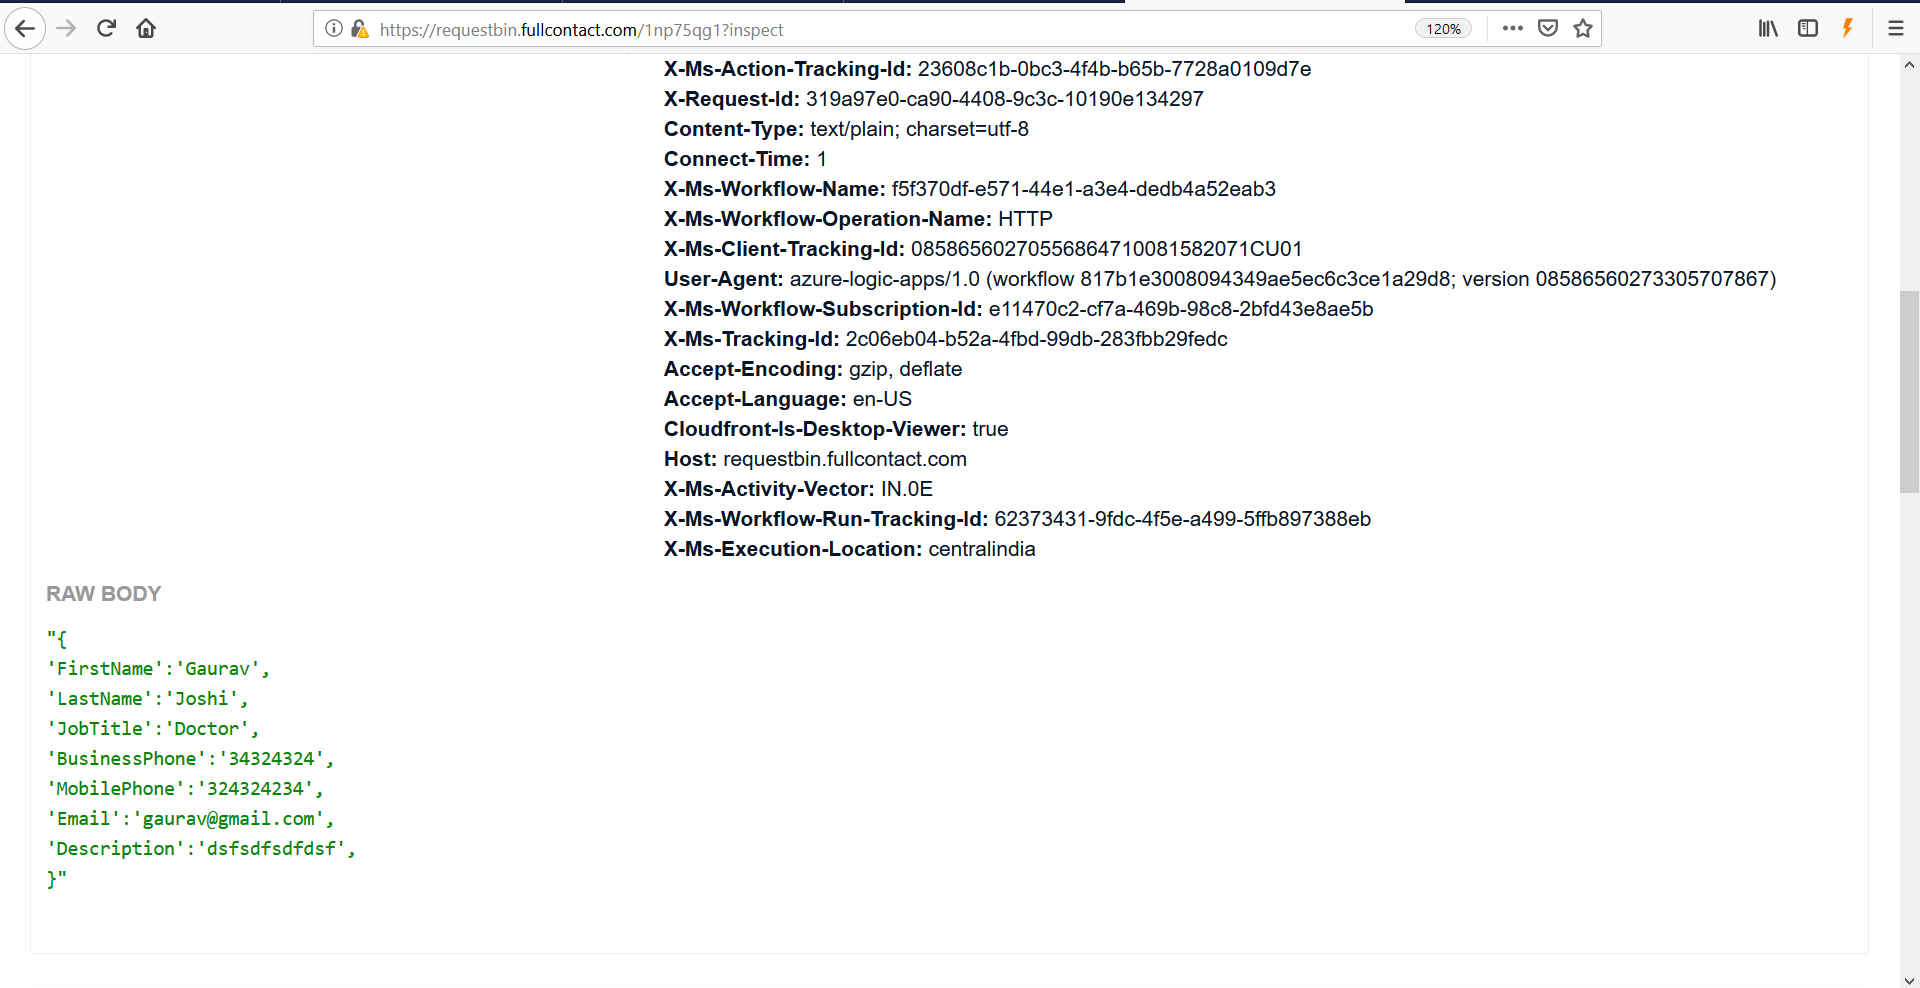 https://requestbin.fullcontact.com/1np75qg1?inspect
120%
X-Ms-Action-Tracking-Id: 23608c1b-0bc3-4f4b-b65b-7728a0109d7e
X-Request-Id: 319a97e0-ca90-4408-9c3c-10190e134297
Content-Type: text/plain; charset=utf-8
Connect-Time: 1
X-Ms-Workflow-Name: f5f370df-e571-44e1-a3e4-dedb4a52eab3
X-Ms-Workflow-Operation-Name: HTTP
X-Ms-Client-Tracking-Id: 08586560270556864710081582071CU01
User-Agent: azure-logic-apps/1.0 (workflow 817b1e3008094349ae5ec6c3ce1a29d8; version 08586560273305707867)
X-Ms-Workflow-Subscription-Id: e11470c2-cf7a-469b-98c8-2bfd43e8ae5b
X-Ms-Tracking-Id: 2c06eb04-b52a-4fbd-99db-283fbb29fedc
Accept-Encoding: gzip, deflate
Accept-Language: en-US
Cloudfront-Is-Desktop-Viewer: true
Host: requestbin.fullcontact.com
X-Ms-Activity-Vector: IN.0E
X-Ms-Workflow-Run-Tracking-Id: 62373431-9fdc-4f5e-a499-5ffb897388eb
X-Ms-Execution-Location: centralindia
RAW BODY
"{
'FirstName':'Gaurav',
'LastName':'Joshi',
'JobTitle':'Doctor',
'BusinessPhone':'34324324',
'MobilePhone':'324324234',
'Email':'gaurav@gmail.com',
'Description':'dsfsdfsdfdsf',
}"